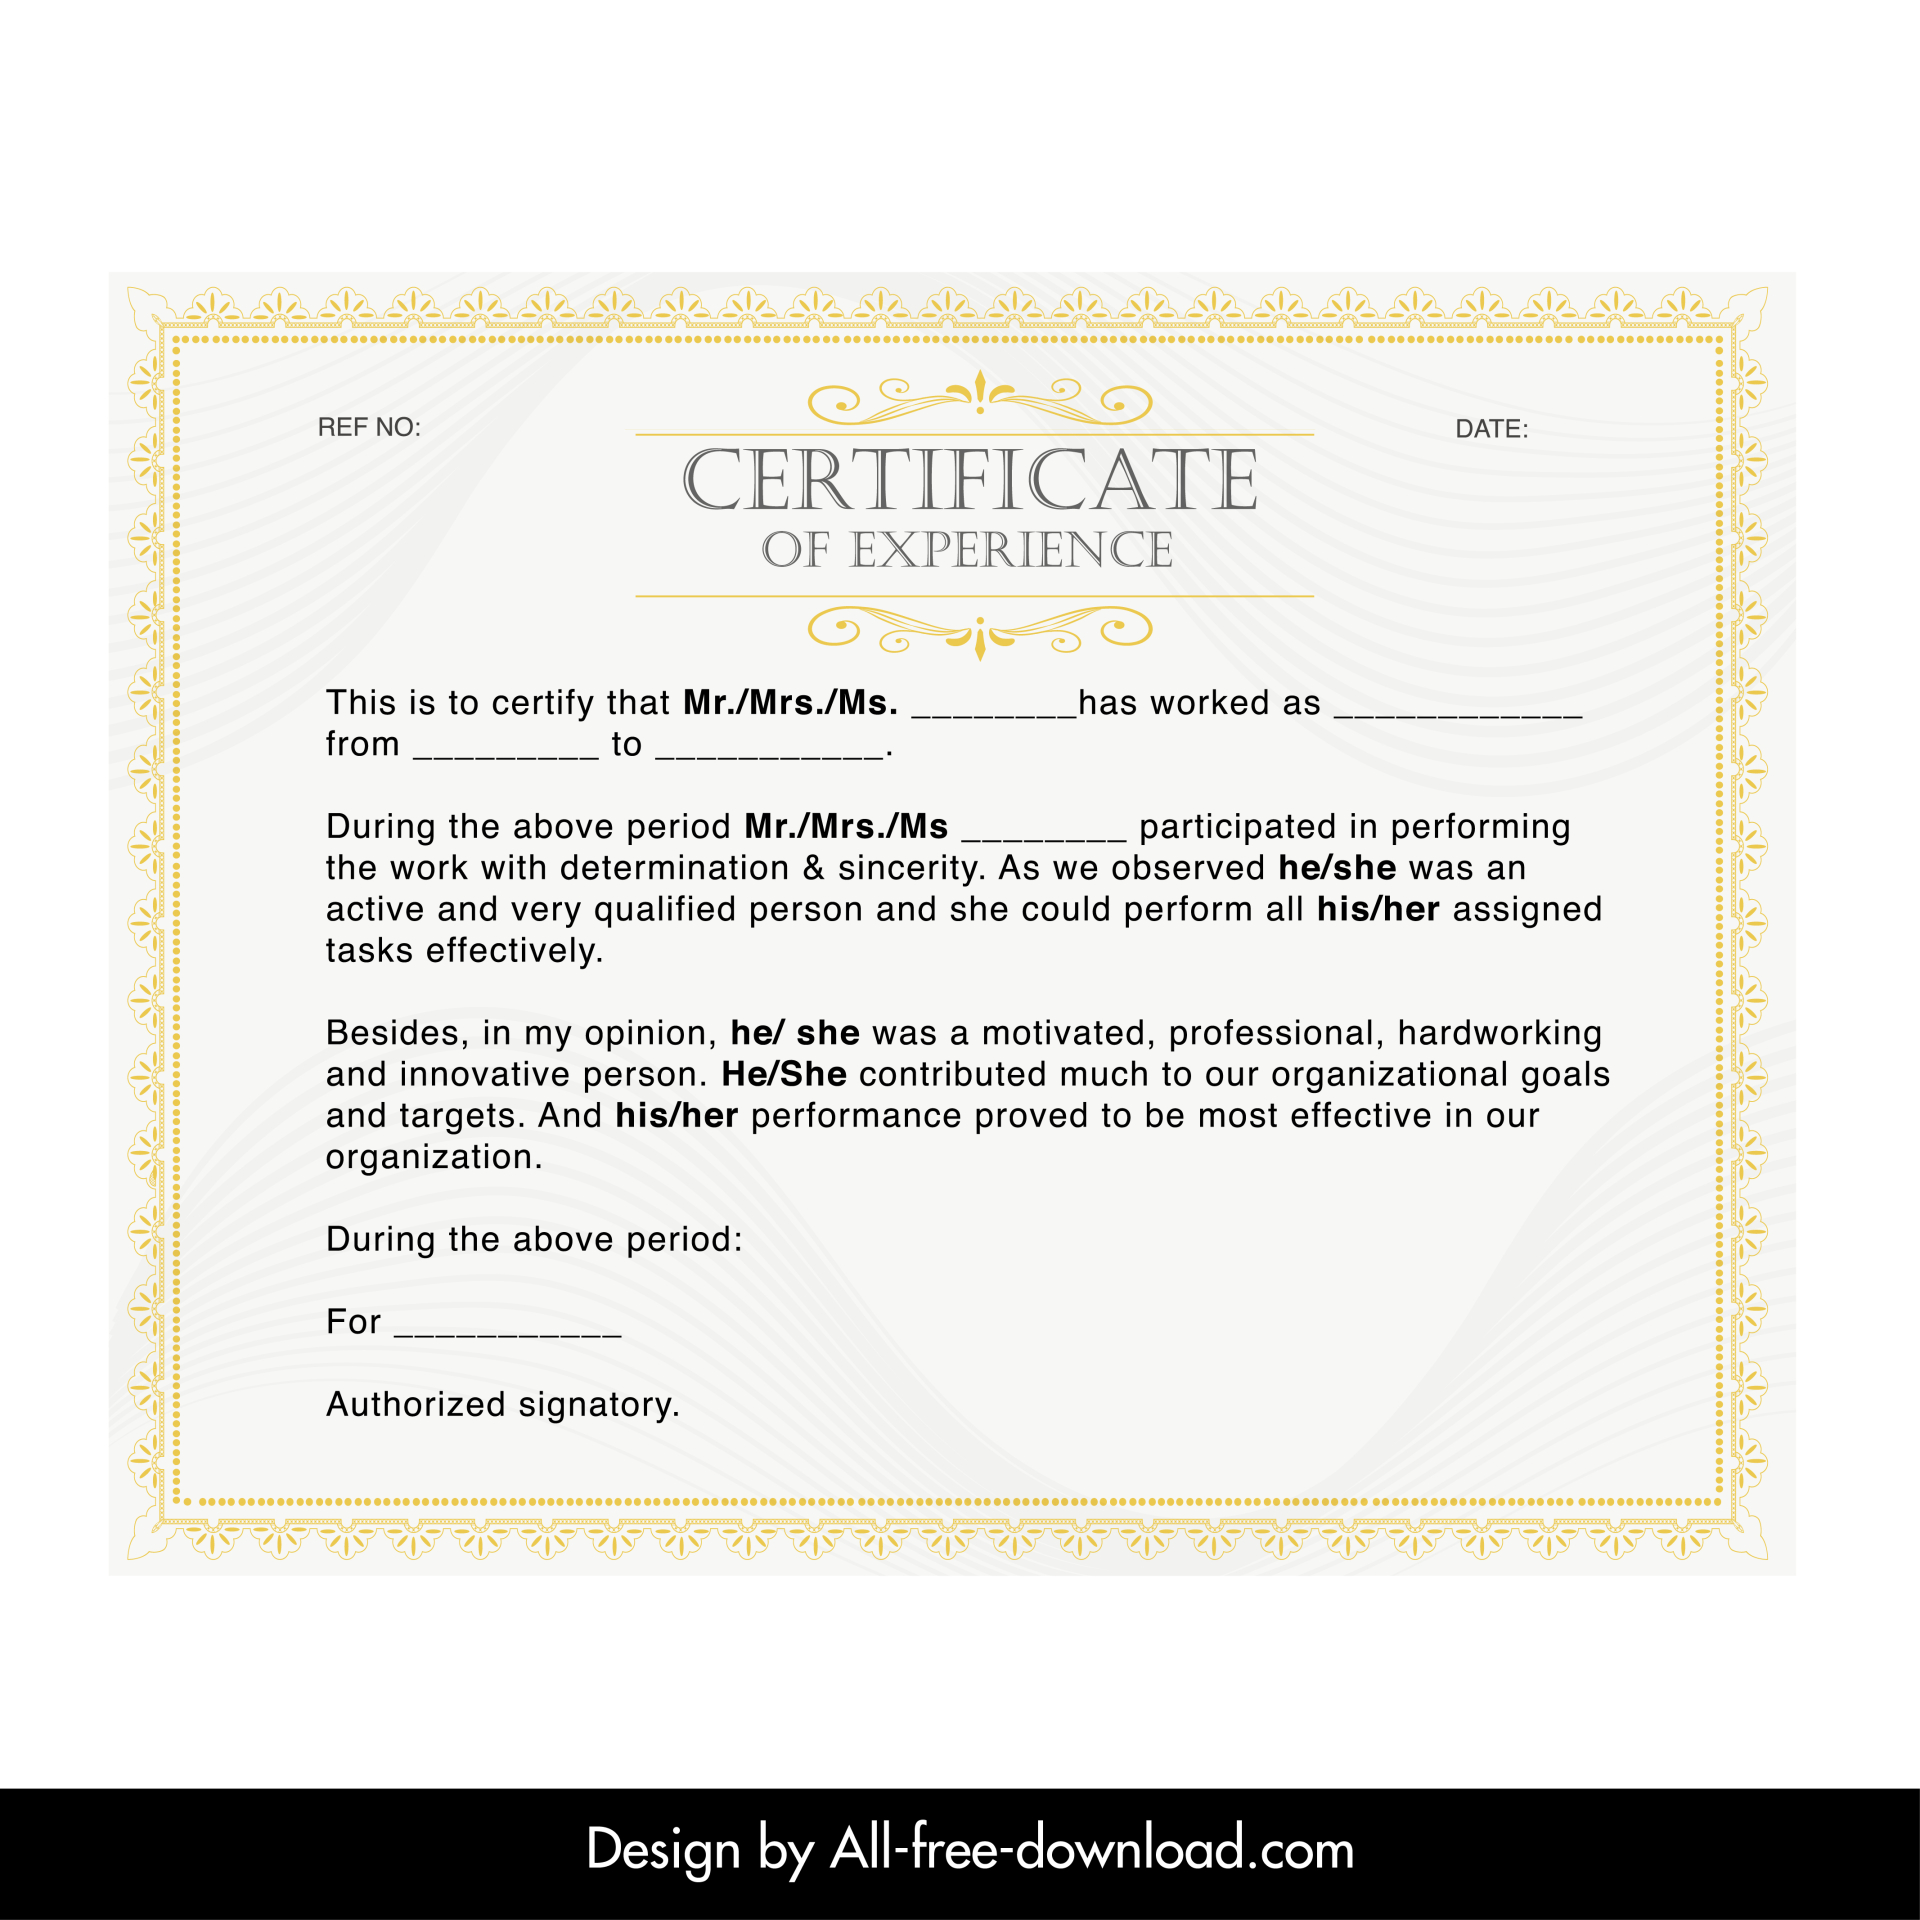 REF NO:
DATE:
CERTIFICATE
OF EXPERIENCE
This is to certify that Mr./Mrs./Ms. ________has worked as ____________
from _________ to ___________.
During the above period Mr./Mrs./Ms ________ participated in performing
the work with determination & sincerity. As we observed he/she was an
active and very qualified person and she could perform all his/her assigned
tasks effectively.
Besides, in my opinion, he/ she was a motivated, professional, hardworking
and innovative person. He/She contributed much to our organizational goals
and targets. And his/her performance proved to be most effective in our
organization.
During the above period:
For ___________
Authorized signatory.
Design by All-free-download.com